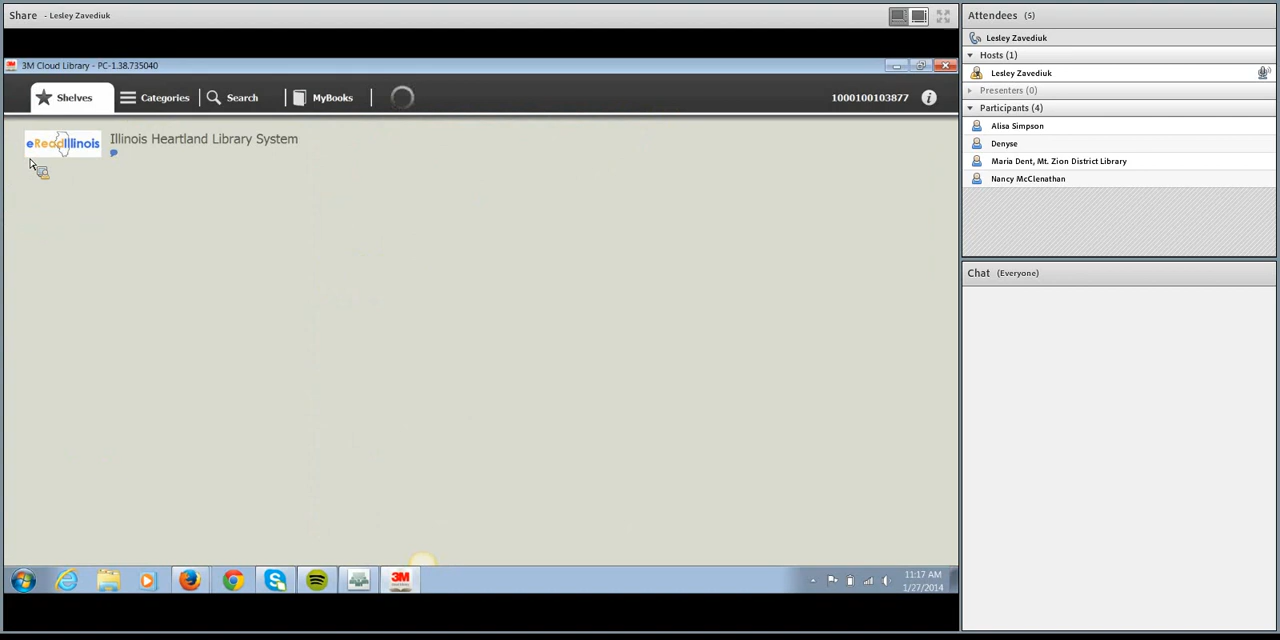 Share - Lesley Zavediuk
3M Cloud Library - PC-1.38.735040
Shelves Categories Search MyBooks 1000100103877
eReadIllinois Illinois Heartland Library System
3M
11:17 AM
1/27/2014
Attendees (5)
Lesley Zavediuk
Hosts (1)
Lesley Zavediuk
Presenters (0)
Participants (4)
Alisa Simpson
Denyse
Maria Dent, Mt. Zion District Library
Nancy McClenathan
Chat (Everyone)